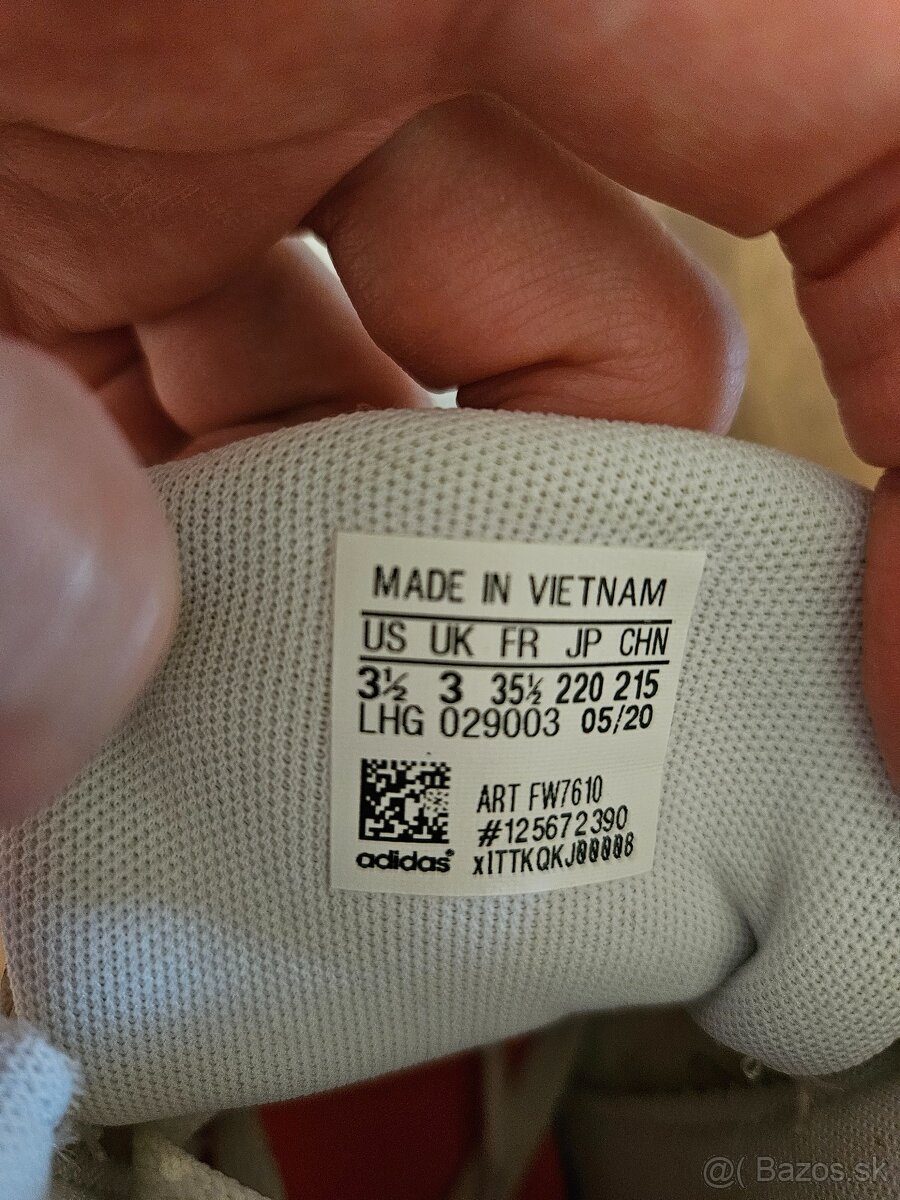 MADE IN VIETNAM
US UK FR JP CHN
3½ 3 35½ 220 215
LHG 029003 05/20
ART FW7610
#125672390
adidas® x1TTKQKJ00008
@( Bazos.sk